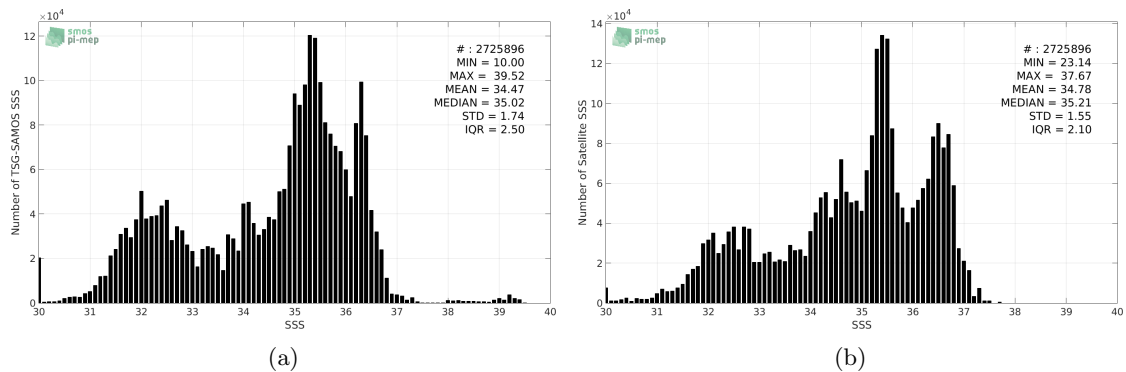 ×10⁴
smos
pi-mep
# : 2725896
MIN = 10.00
MAX = 39.52
MEAN = 34.47
MEDIAN = 35.02
STD = 1.74
IQR = 2.50
Number of TSG-SAMOS SSS
12
10
8
6
4
2
0
30 31 32 33 34 35 36 37 38 39 40
SSS
(a)
×10⁴
smos
pi-mep
# : 2725896
MIN = 23.14
MAX = 37.67
MEAN = 34.78
MEDIAN = 35.21
STD = 1.55
IQR = 2.10
Number of Satellite SSS
14
12
10
8
6
4
2
0
30 31 32 33 34 35 36 37 38 39 40
SSS
(b)